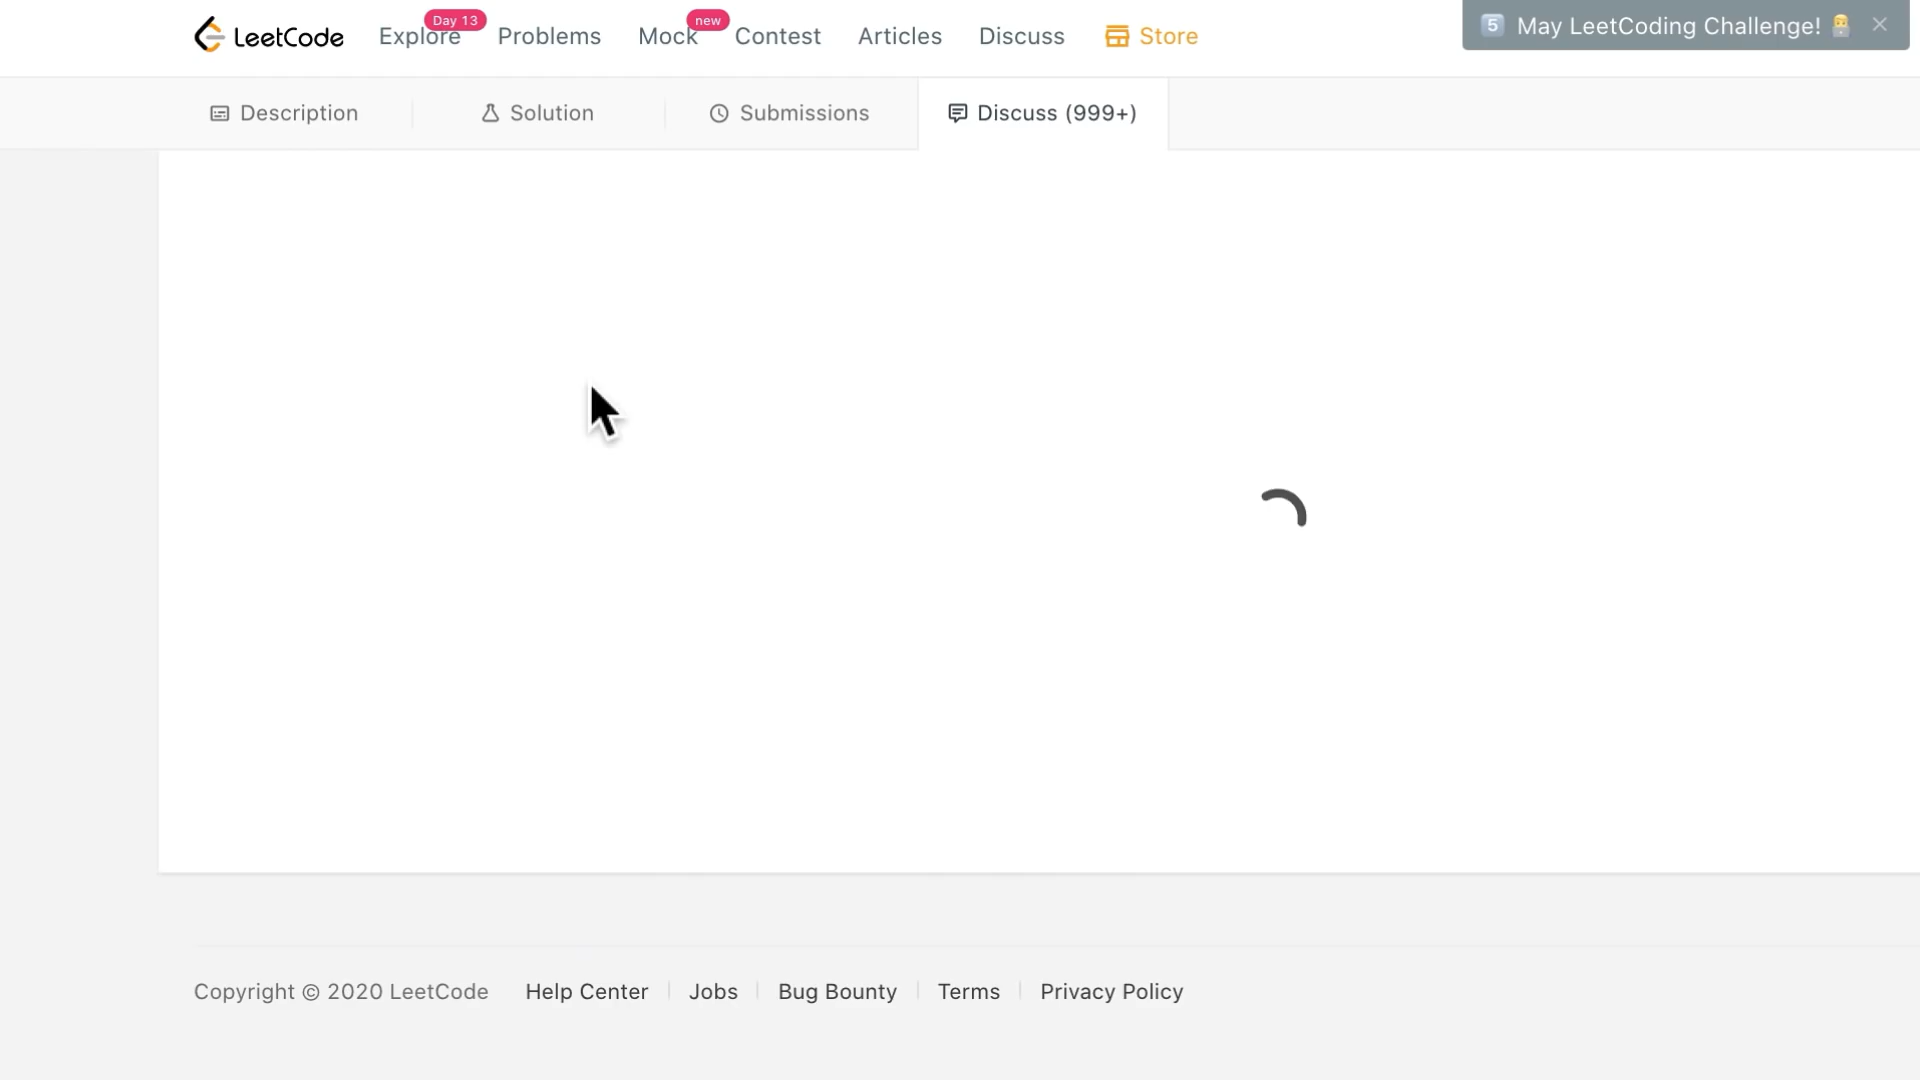 LeetCode Explore Day 13 Problems Mock new Contest Articles Discuss Store 5 May LeetCoding Challenge!
Description Solution Submissions Discuss (999+)
Copyright © 2020 LeetCode Help Center Jobs Bug Bounty Terms Privacy Policy